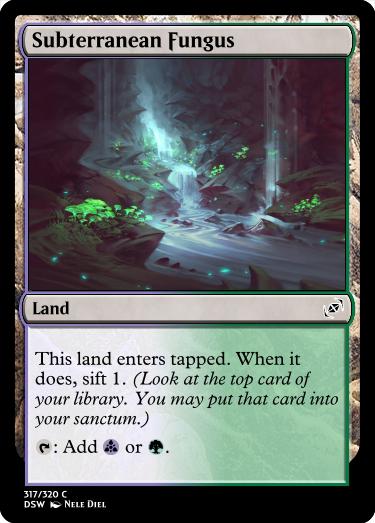 Subterranean Fungus
Land
This land enters tapped. When it
does, sift 1. (Look at the top card of
your library. You may put that card into
your sanctum.)
: Add or .
317/320 C
DSW Nele Diel